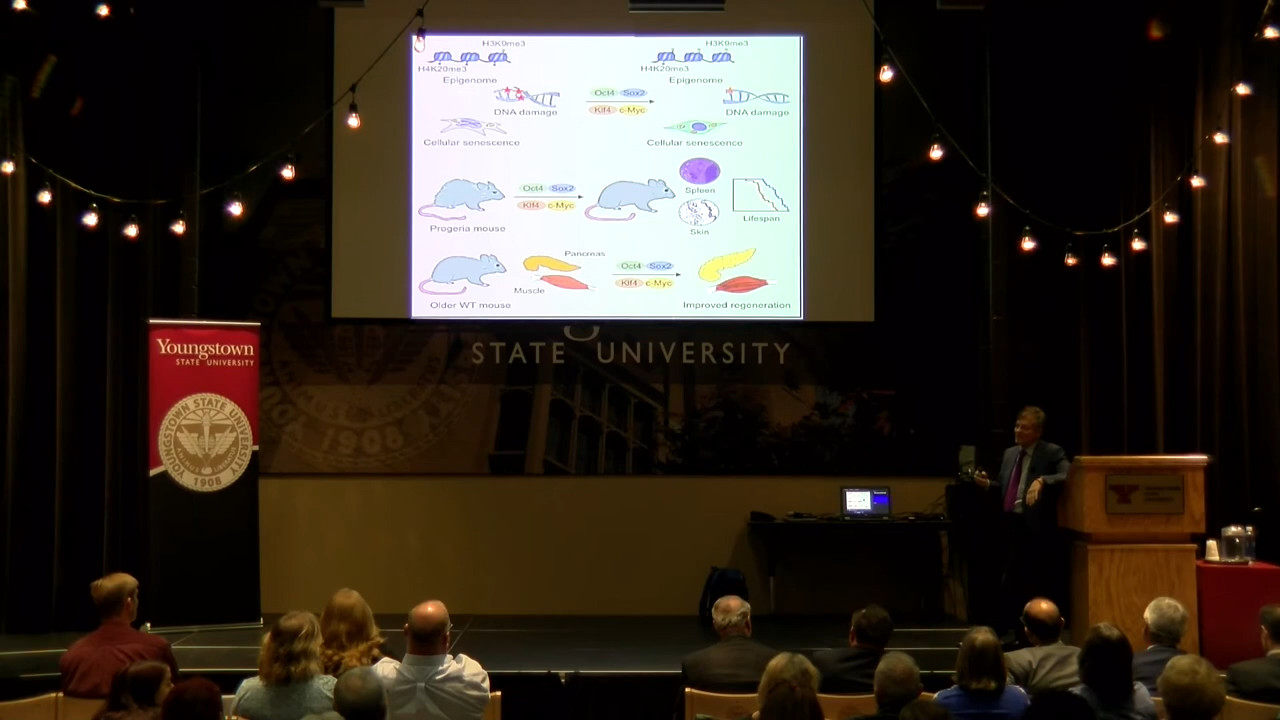 H3K9me3
H3K9me3
H4K20me3
H4K20me3
Epigenome
Epigenome
Oct4 Sox2
Klf4 c-Myc
DNA damage
DNA damage
Cellular senescence
Cellular senescence
Oct4 Sox2
Klf4 c-Myc
Spleen
Skin
Lifespan
Progeria mouse
Pancreas
Oct4 Sox2
Klf4 c-Myc
Muscle
Older WT mouse
Improved regeneration
STATE UNIVERSITY
Youngstown
STATE UNIVERSITY
YOUNGSTOWN STATE UNIVERSITY
1908
1908